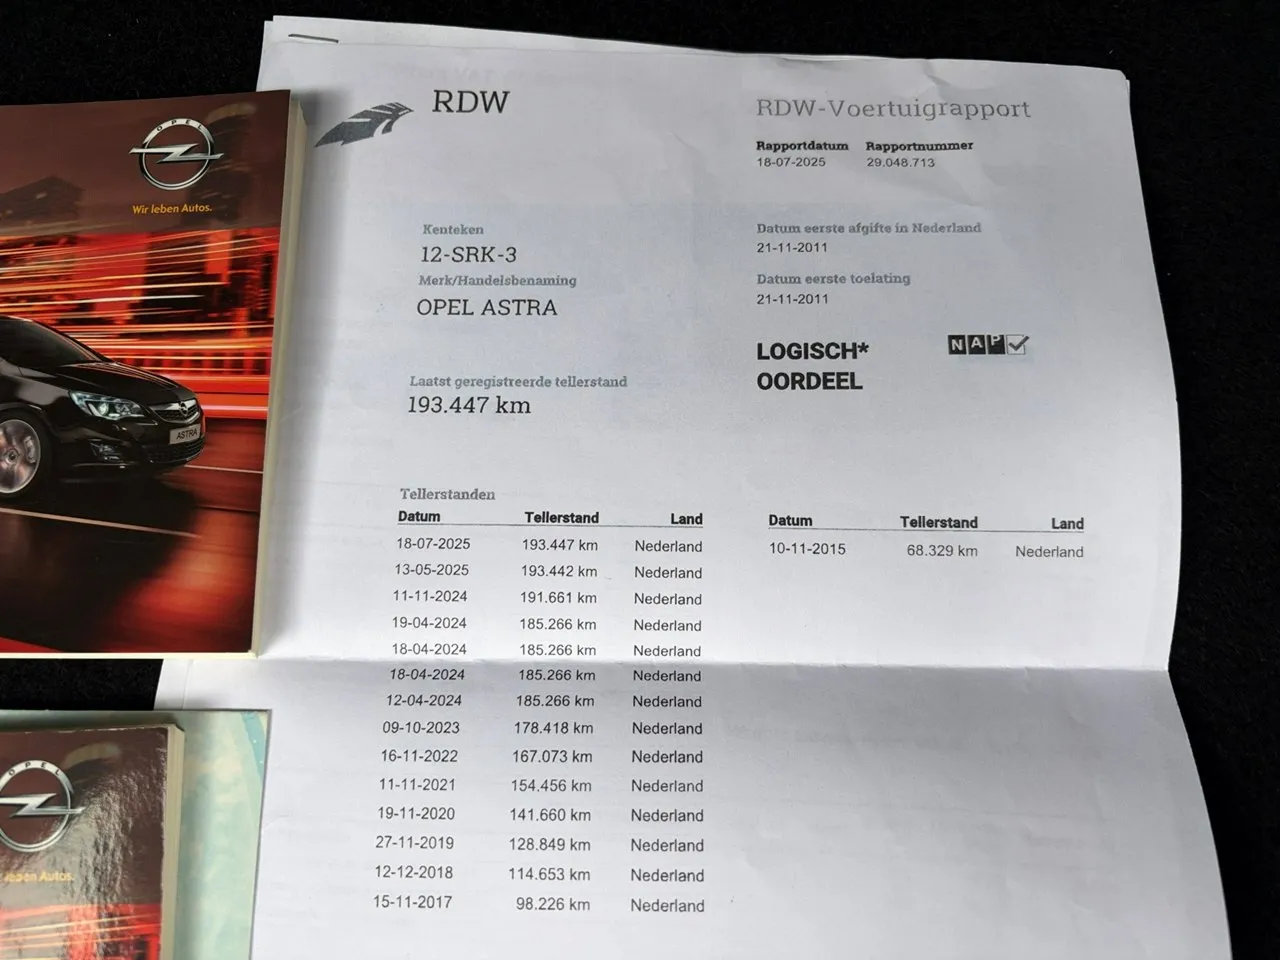 RDW
RDW-Voertuigrapport
Rapportdatum Rapportnummer
18-07-2025 29.048.713
OPEL
Wir leben Autos.
ASTRA
Kenteken
12-SRK-3
Merk/Handelsbenaming
OPEL ASTRA
Laatst geregistreerde tellerstand
193.447 km
Datum eerste afgifte in Nederland
21-11-2011
Datum eerste toelating
21-11-2011
LOGISCH*
OORDEEL
NAP
Tellerstanden
Datum Tellerstand Land
18-07-2025 193.447 km Nederland
13-05-2025 193.442 km Nederland
11-11-2024 191.661 km Nederland
19-04-2024 185.266 km Nederland
18-04-2024 185.266 km Nederland
18-04-2024 185.266 km Nederland
12-04-2024 185.266 km Nederland
09-10-2023 178.418 km Nederland
16-11-2022 167.073 km Nederland
11-11-2021 154.456 km Nederland
19-11-2020 141.660 km Nederland
27-11-2019 128.849 km Nederland
12-12-2018 114.653 km Nederland
15-11-2017 98.226 km Nederland
Datum Tellerstand Land
10-11-2015 68.329 km Nederland
OPEL
leben Autos.